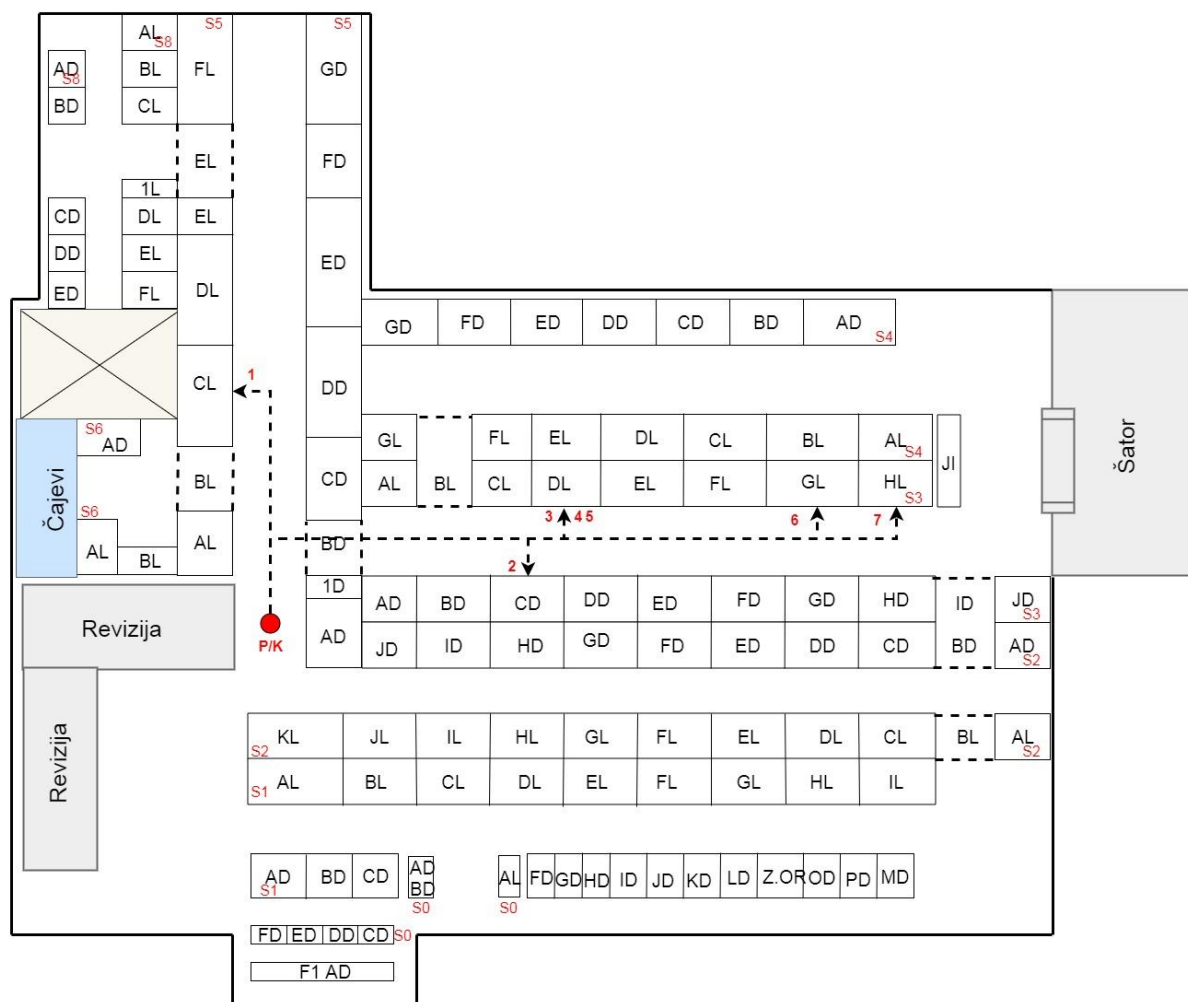 AL S8 S5 S5
AD S8 BL FL GD
BD CL
EL FD
1L
CD DL EL
DD EL ED
ED FL DL
GD FD ED DD CD BD AD S4
1
CL DD
S6 AD
GL FL EL DL CL BL AL S4
Čajevi
BL CD AL BL CL DL EL FL GL HL S3 JI
Šator
S6
3 4 5 6 7
AL BL AL BD
2
1D
AD BD CD DD ED FD GD HD ID JD S3
Revizija
P/K
AD JD ID HD GD FD ED DD CD BD AD S2
S2 KL JL IL HL GL FL EL DL CL BL AL S2
Revizija
S1 AL BL CL DL EL FL GL HL IL
AD S1 BD CD AD BD S0 AL S0 FD GD HD ID JD KD LD Z.OR OD PD MD
FD ED DD CD S0
F1 AD